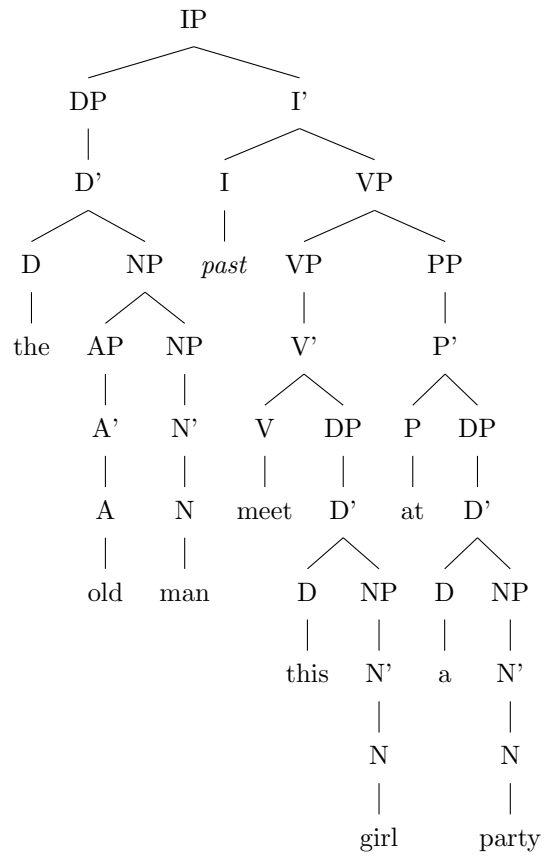 IP
DP I'
D' I VP
D NP past VP PP
the AP NP V' P'
A' N' V DP P DP
A N meet D' at D'
old man D NP D NP
this N' a N'
N N
girl party